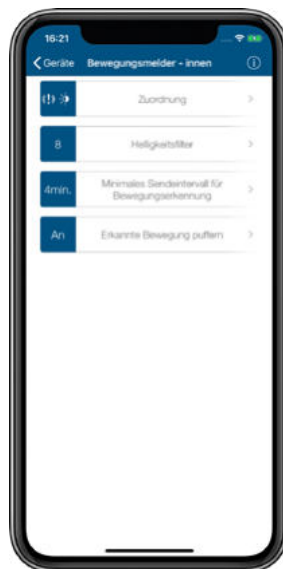 16:21
Geräte Bewegungsmelder - innen
Zuordnung
8 Helligkeitsfilter
4min. Minimales Sendeintervall für
Bewegungserkennung
An Erkannte Bewegung puffern